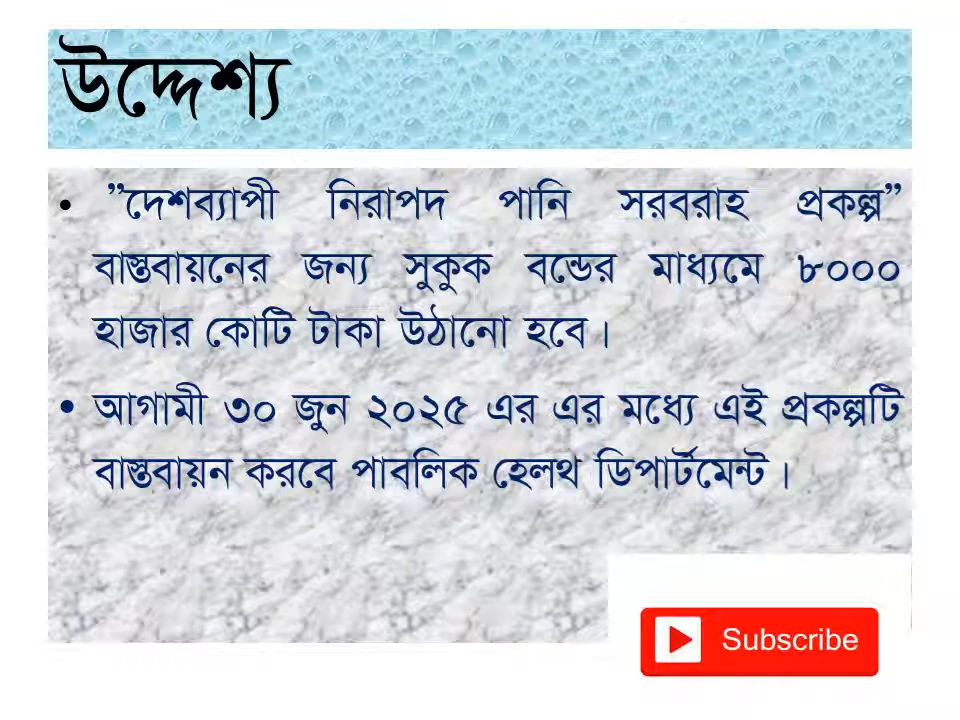 উদ্দেশ্য
• ”দেশব্যাপী নিরাপদ পানি সরবরাহ প্রকল্প”
বাস্তবায়নের জন্য সুকুক বন্ডের মাধ্যমে ৮০০০
হাজার কোটি টাকা উঠানো হবে।
• আগামী ৩০ জুন ২০২৫ এর এর মধ্যে এই প্রকল্পটি
বাস্তবায়ন করবে পাবলিক হেলথ ডিপার্টমেন্ট।
Subscribe